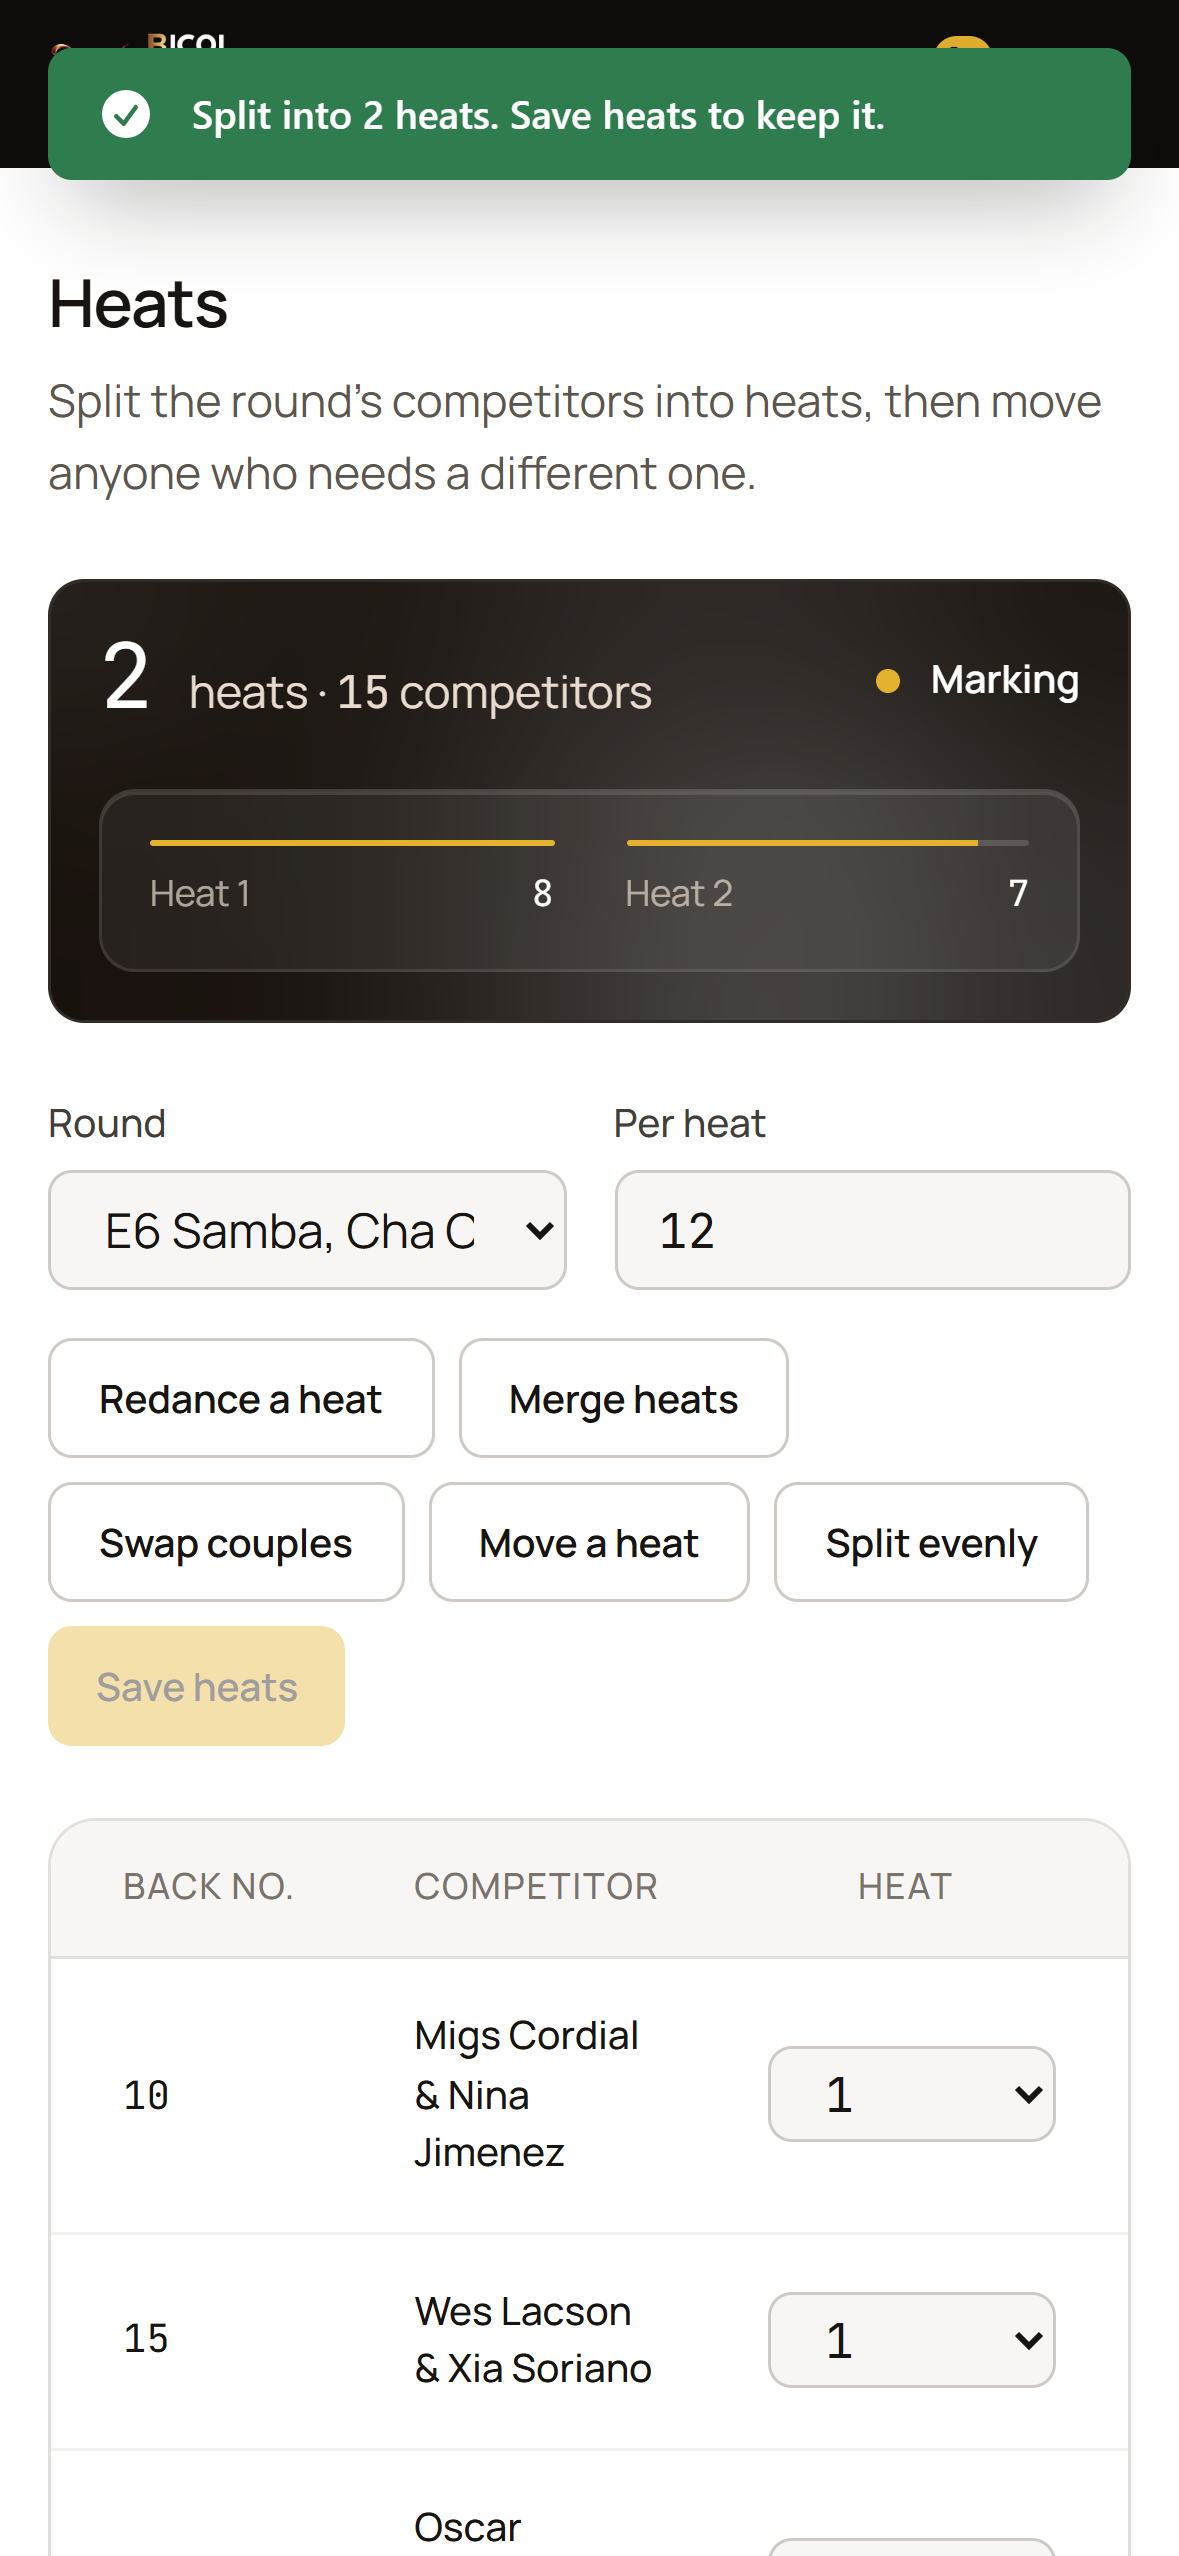 Split into 2 heats. Save heats to keep it.
Heats
Split the round's competitors into heats, then move
anyone who needs a different one.
2 heats · 15 competitors
Marking
Heat 1 8 Heat 2 7
Round Per heat
E6 Samba, Cha C 12
Redance a heat Merge heats
Swap couples Move a heat Split evenly
Save heats
BACK NO. COMPETITOR HEAT
Migs Cordial
10 & Nina 1
Jimenez
Wes Lacson
15 1
& Xia Soriano
Oscar